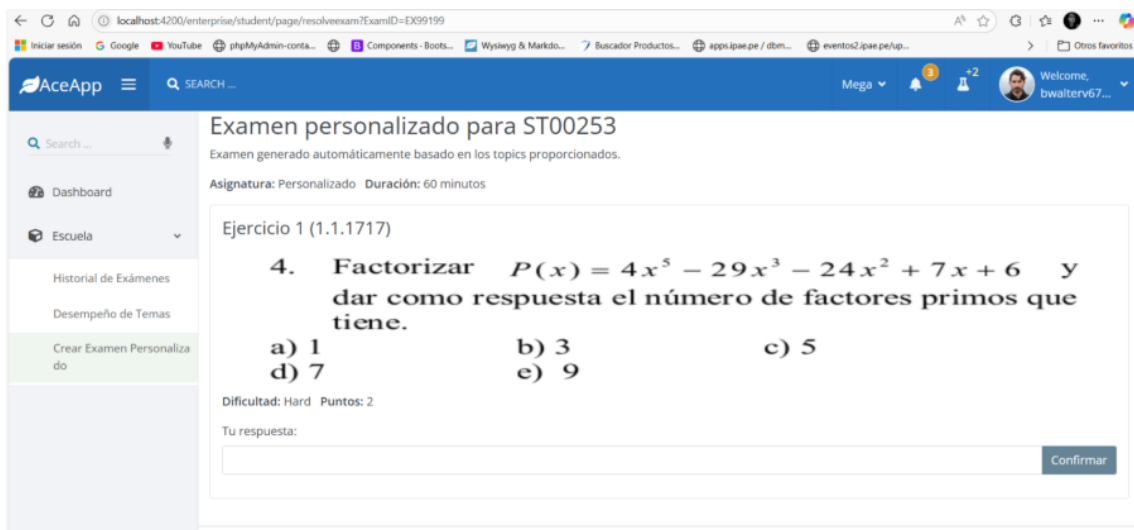 localhost:4200/enterprise/student/page/resolveexam?ExamID=EX99199
Iniciar sesión Google YouTube phpMyAdmin-conta... Components - Boots... Wysiwyg & Markdo... Buscador Productos... apps.ipae.pe / dbm... eventos2.ipae.pe/up... Otros favoritos
AceApp SEARCH ... Mega 3 +2 Welcome,
bwalterv67...
Search ...
Dashboard
Escuela
Historial de Exámenes
Desempeño de Temas
Crear Examen Personaliza
do
Examen personalizado para ST00253
Examen generado automáticamente basado en los topics proporcionados.
Asignatura: Personalizado Duración: 60 minutos
Ejercicio 1 (1.1.1717)
4. Factorizar P(x) = 4x⁵ − 29x³ − 24x² + 7x + 6 y
dar como respuesta el número de factores primos que
tiene.
a) 1 b) 3 c) 5
d) 7 e) 9
Dificultad: Hard Puntos: 2
Tu respuesta:
Confirmar